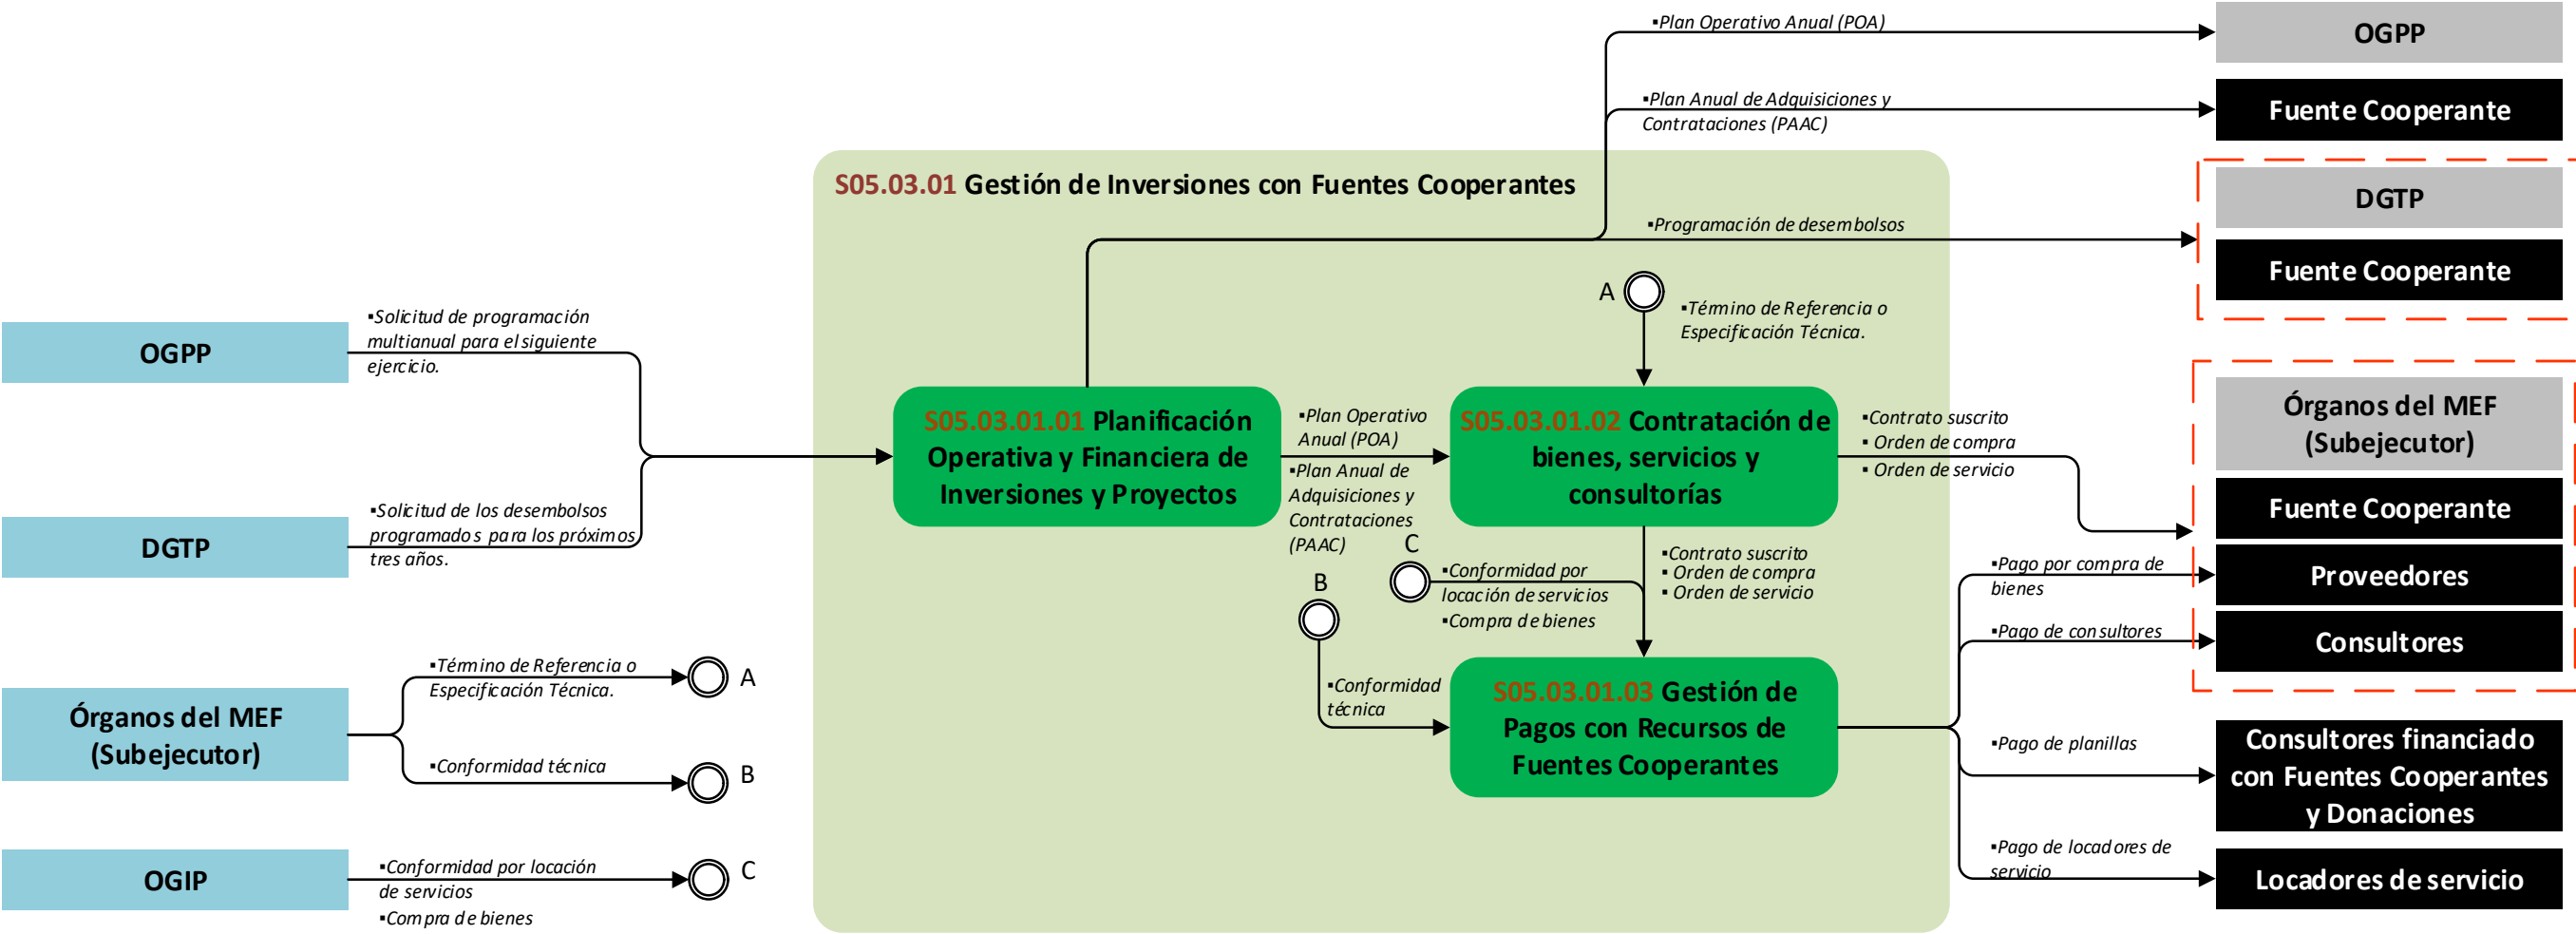 ▪Plan Operativo Anual (POA)
OGPP
▪Plan Anual de Adquisiciones y
Contrataciones (PAAC)
Fuente Cooperante
S05.03.01 Gestión de Inversiones con Fuentes Cooperantes
DGTP
▪Programación de desembolsos
Fuente Cooperante
A
▪Término de Referencia o
Especificación Técnica.
▪Solicitud de programación
multianual para el siguiente
ejercicio.
OGPP
S05.03.01.01 Planificación
Operativa y Financiera de
Inversiones y Proyectos
▪Plan Operativo
Anual (POA)
▪Plan Anual de
Adquisiciones y
Contrataciones
(PAAC)
S05.03.01.02 Contratación de
bienes, servicios y
consultorías
▪Contrato suscrito
▪ Orden de compra
▪ Orden de servicio
Órganos del MEF
(Subejecutor)
Fuente Cooperante
Proveedores
Consultores
▪Solicitud de los desembolsos
programados para los próximos
tres años.
DGTP
C
▪Conformidad por
locación de servicios
▪Compra de bienes
▪Contrato suscrito
▪ Orden de compra
▪ Orden de servicio
B
▪Conformidad
técnica
▪Pago por compra de
bienes
▪Pago de consultores
▪Término de Referencia o
Especificación Técnica.
A
Órganos del MEF
(Subejecutor)
▪Conformidad técnica
B
S05.03.01.03 Gestión de
Pagos con Recursos de
Fuentes Cooperantes
▪Pago de planillas
Consultores financiado
con Fuentes Cooperantes
y Donaciones
OGIP
▪Conformidad por locación
de servicios
▪Compra de bienes
C
▪Pago de locadores de
servicio
Locadores de servicio